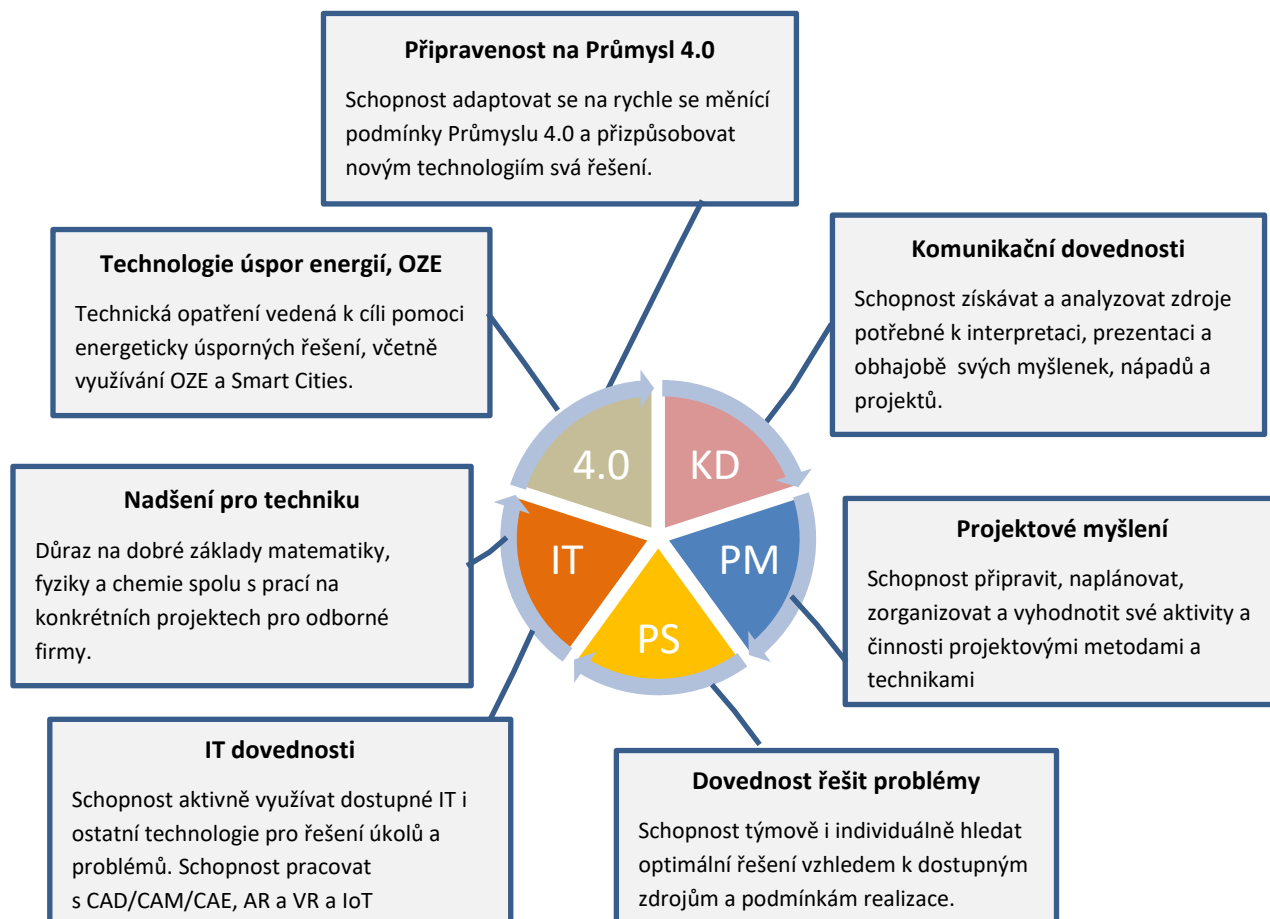 Připravenost na Průmysl 4.0
Schopnost adaptovat se na rychle se měnící
podmínky Průmyslu 4.0 a přizpůsobovat
novým technologiím svá řešení.
Technologie úspor energií, OZE
Technická opatření vedená k cíli pomoci
energeticky úsporných řešení, včetně
využívání OZE a Smart Cities.
Komunikační dovednosti
Schopnost získávat a analyzovat zdroje
potřebné k interpretaci, prezentaci a
obhajobě  svých myšlenek, nápadů a
projektů.
4.0
KD
IT
PM
PS
Nadšení pro techniku
Důraz na dobré základy matematiky,
fyziky a chemie spolu s prací na
konkrétních projektech pro odborné
firmy.
Projektové myšlení
Schopnost připravit, naplánovat,
zorganizovat a vyhodnotit své aktivity a
činnosti projektovými metodami a
technikami
IT dovednosti
Schopnost aktivně využívat dostupné IT i
ostatní technologie pro řešení úkolů a
problémů. Schopnost pracovat
s CAD/CAM/CAE, AR a VR a IoT
Dovednost řešit problémy
Schopnost týmově i individuálně hledat
optimální řešení vzhledem k dostupným
zdrojům a podmínkám realizace.